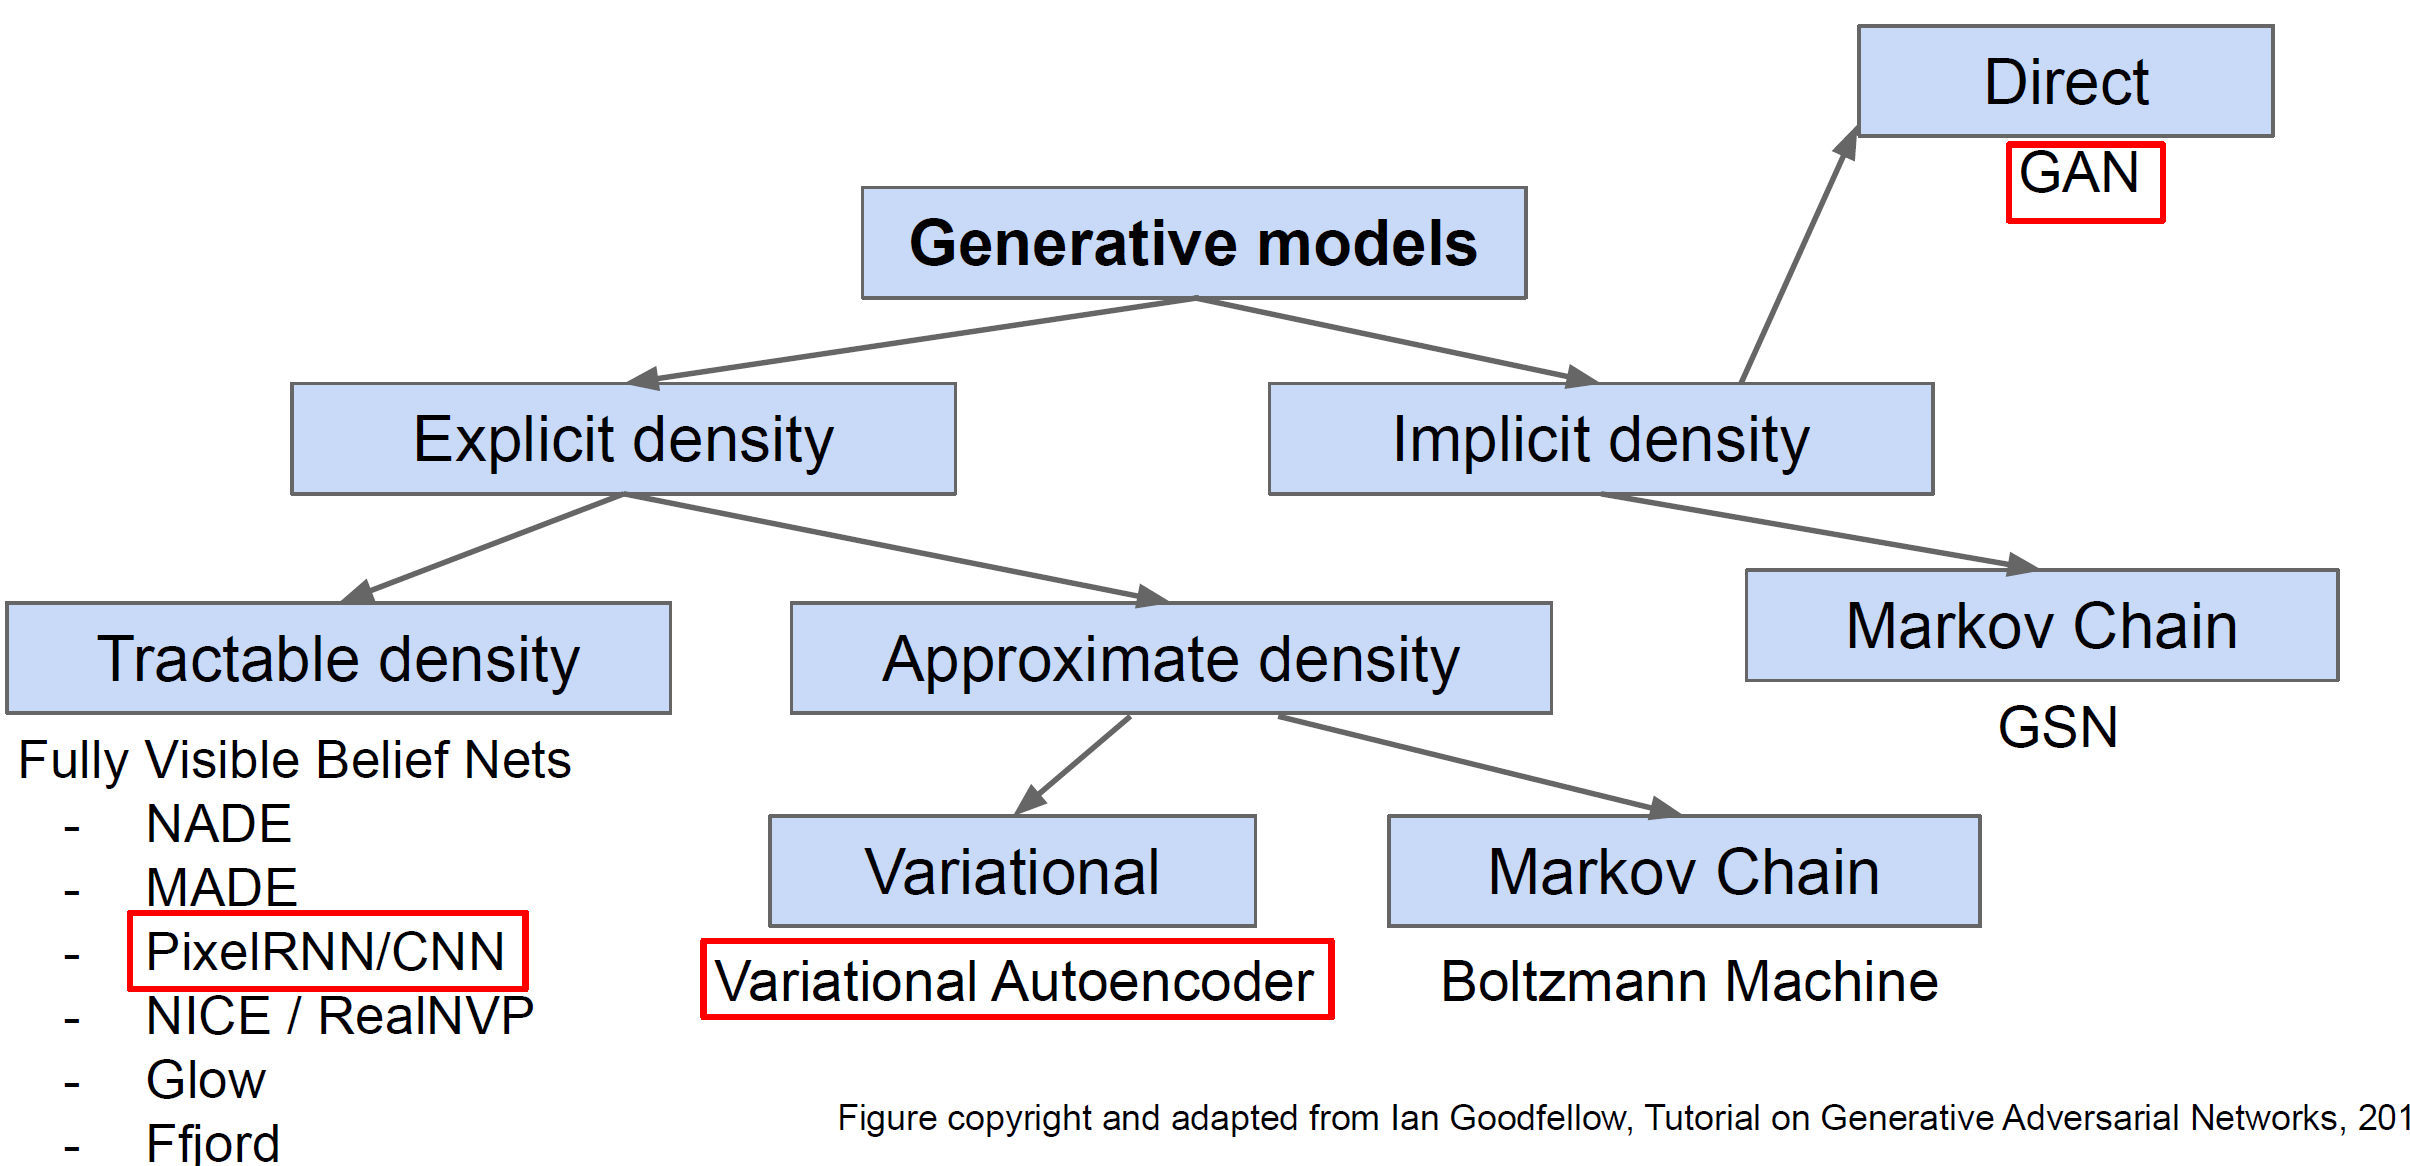 Direct
GAN
Generative models
Explicit density
Implicit density
Tractable density
Approximate density
Markov Chain
GSN
Fully Visible Belief Nets
- NADE
- MADE
- PixelRNN/CNN
- NICE / RealNVP
- Glow
- Ffjord
Variational
Markov Chain
Variational Autoencoder
Boltzmann Machine
Figure copyright and adapted from Ian Goodfellow, Tutorial on Generative Adversarial Networks, 201